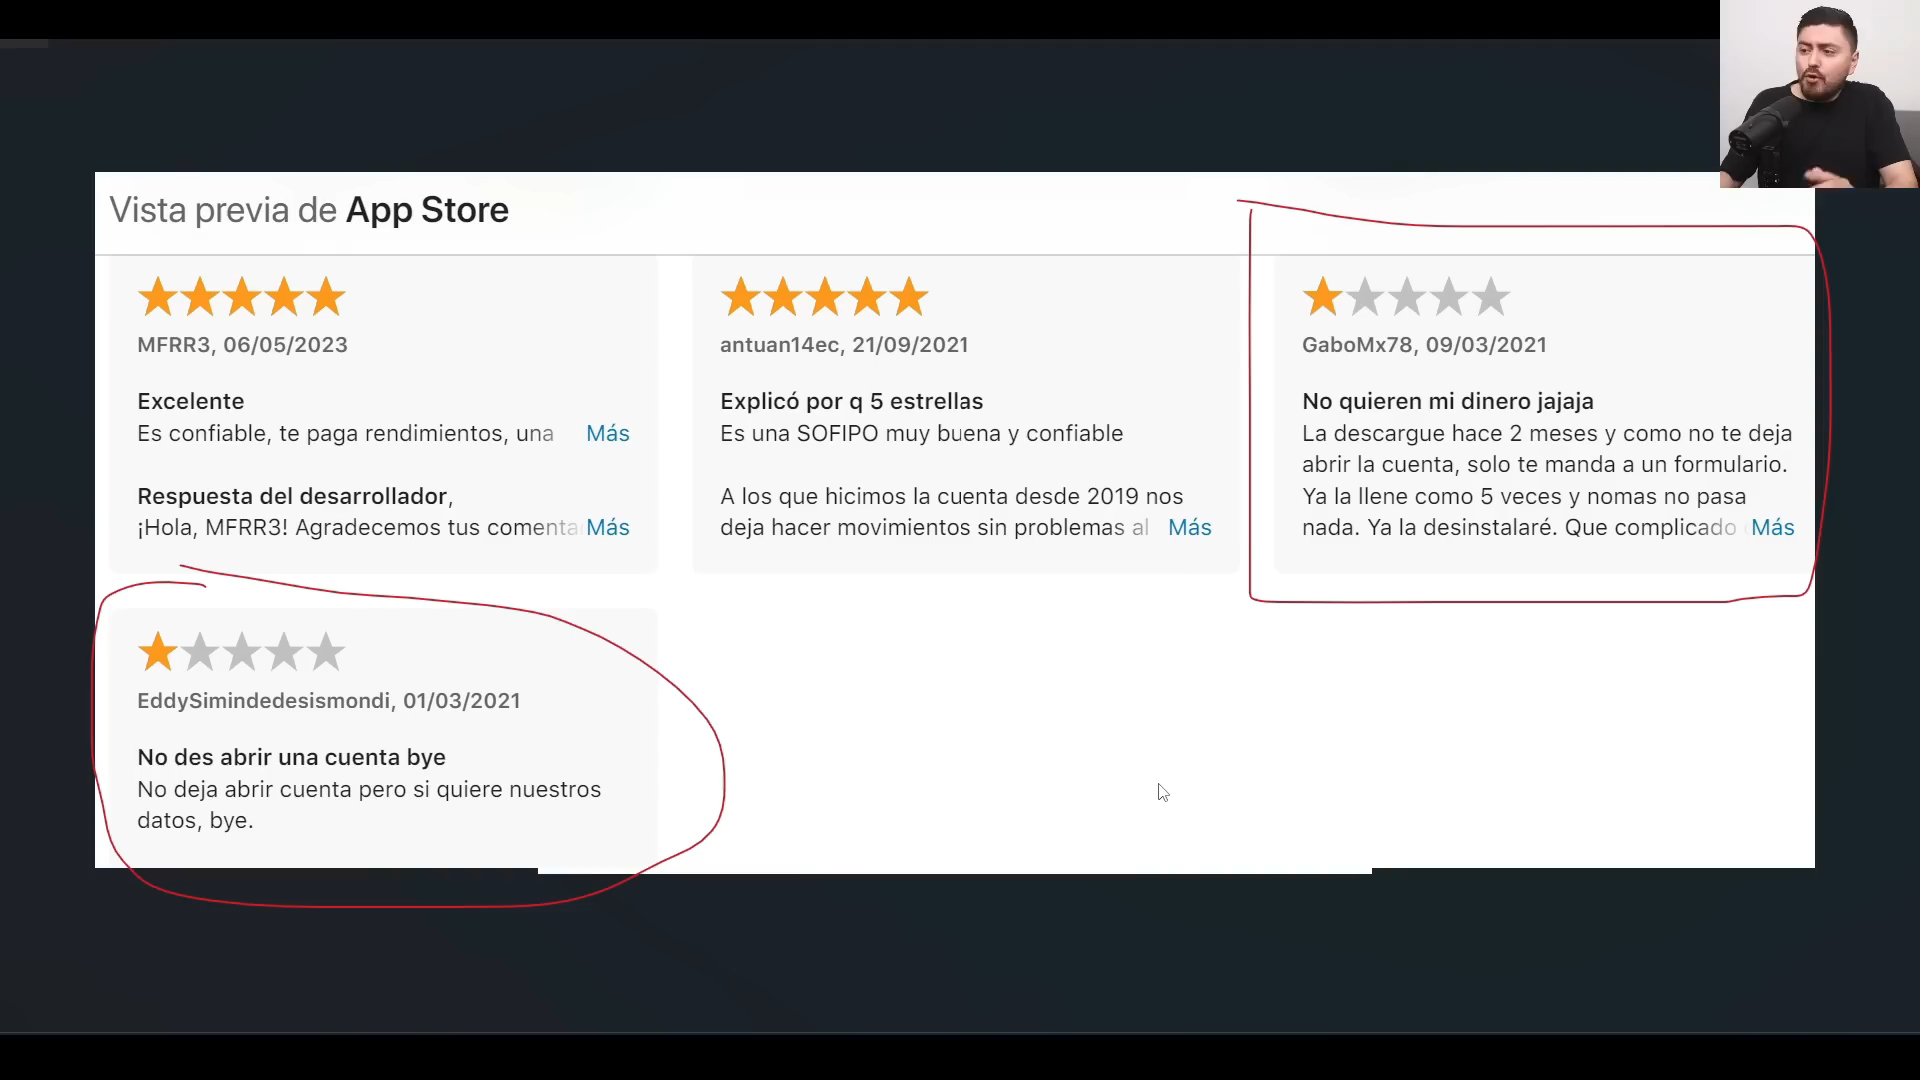 Vista previa de App Store
MFRR3, 06/05/2023
Excelente
Es confiable, te paga rendimientos, una Más
Respuesta del desarrollador,
¡Hola, MFRR3! Agradecemos tus comenta Más
antuan14ec, 21/09/2021
Explicó por q 5 estrellas
Es una SOFIPO muy buena y confiable
A los que hicimos la cuenta desde 2019 nos
deja hacer movimientos sin problemas al Más
GaboMx78, 09/03/2021
No quieren mi dinero jajaja
La descargue hace 2 meses y como no te deja
abrir la cuenta, solo te manda a un formulario.
Ya la llene como 5 veces y nomas no pasa
nada. Ya la desinstalaré. Que complicado Más
EddySimindedesismondi, 01/03/2021
No des abrir una cuenta bye
No deja abrir cuenta pero si quiere nuestros
datos, bye.